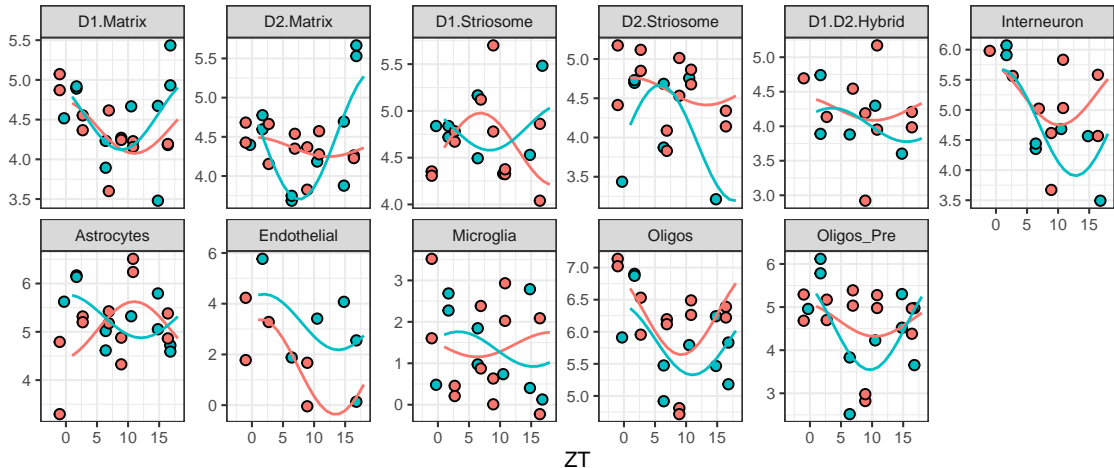 D1.Matrix D2.Matrix D1.Striosome D2.Striosome D1.D2.Hybrid Interneuron
5.5 5.0 4.5 4.0 3.5
5.5 5.0 4.5 4.0
5.5 5.0 4.5 4.0
5.0 4.5 4.0 3.5
5.0 4.5 4.0 3.5 3.0
6.0 5.5 5.0 4.5 4.0 3.5
0 5 10 15
Astrocytes Endothelial Microglia Oligos Oligos_Pre
6 5 4
6 4 2 0
3 2 1 0
7.0 6.5 6.0 5.5 5.0
6 5 4 3
0 5 10 15 0 5 10 15 0 5 10 15 0 5 10 15 0 5 10 15
ZT